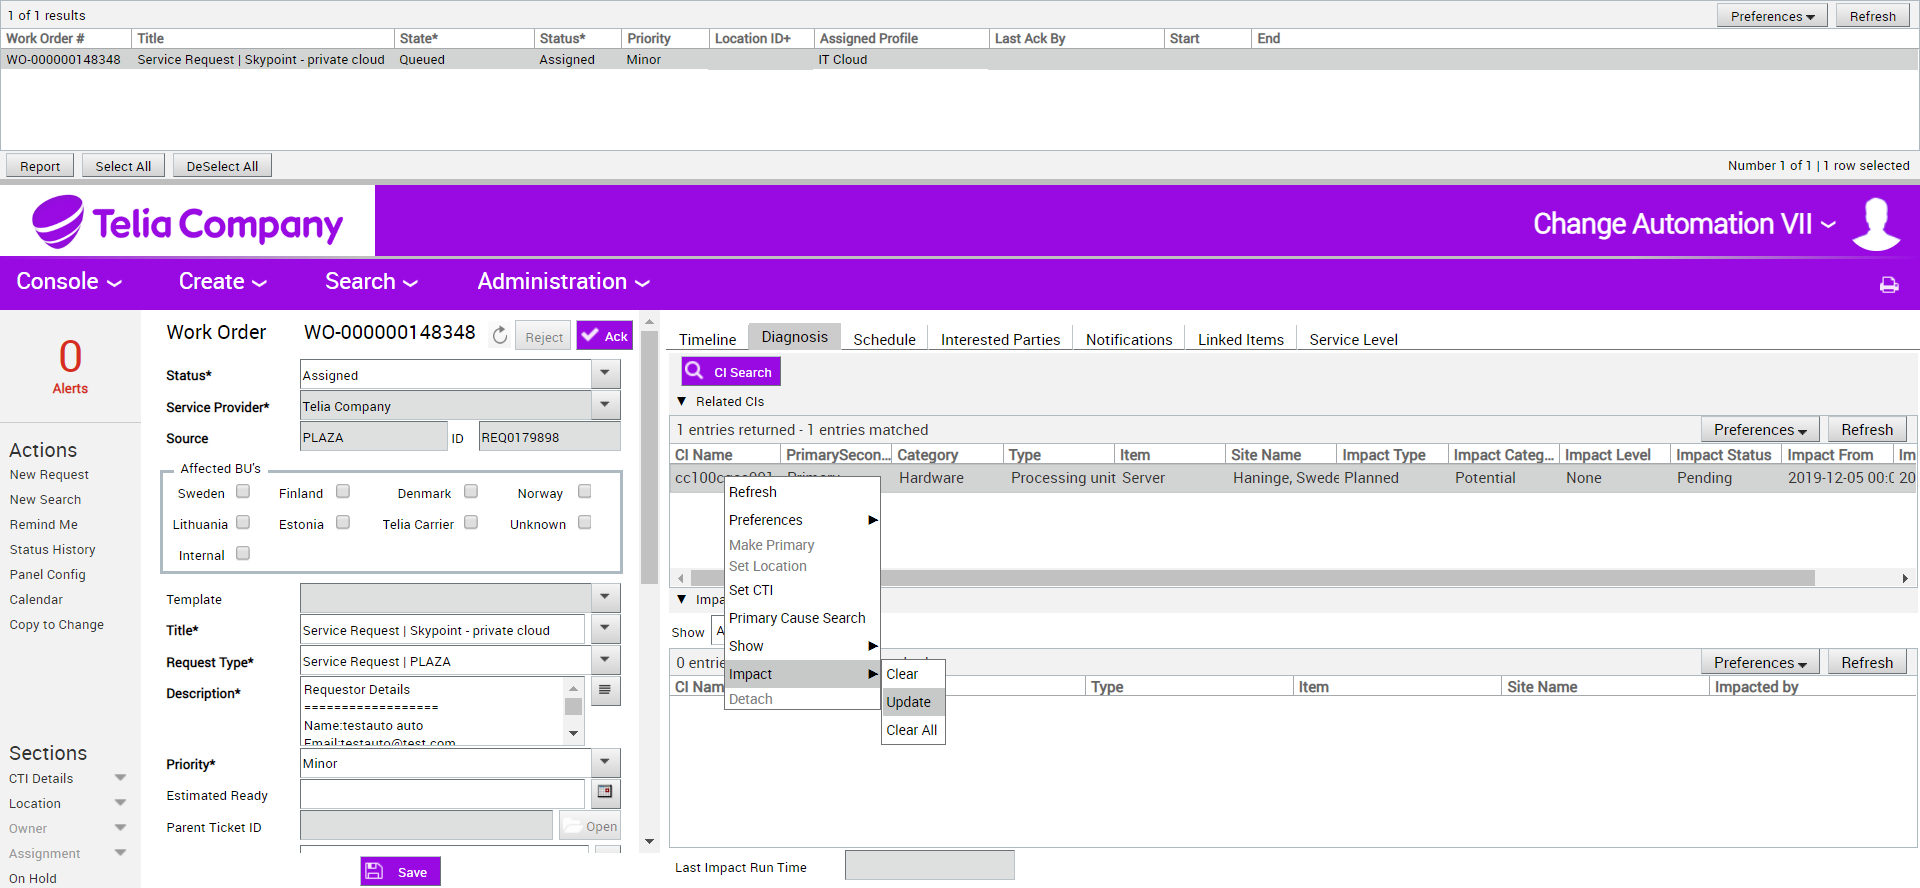 1 of 1 results
Preferences Refresh
Work Order # Title State* Status* Priority Location ID+ Assigned Profile Last Ack By Start End
WO-000000148348 Service Request | Skypoint - private cloud Queued Assigned Minor IT Cloud
Report Select All DeSelect All Number 1 of 1 | 1 row selected
Telia Company
Change Automation VII
Console Create Search Administration
0
Alerts
Actions
New Request
New Search
Remind Me
Status History
Panel Config
Calendar
Copy to Change
Sections
CTI Details
Location
Owner
Assignment
On Hold
Work Order WO-000000148348 Reject Ack
Status* Assigned
Service Provider* Telia Company
Source PLAZA ID REQ0179898
Affected BU's
Sweden Finland Denmark Norway
Lithuania Estonia Telia Carrier Unknown
Internal
Template
Title* Service Request | Skypoint - private cloud
Request Type* Service Request | PLAZA
Description* Requestor Details
==================
Name:testauto auto
Email:testauto@test.com
Priority* Minor
Estimated Ready
Parent Ticket ID Open
Save
Timeline Diagnosis Schedule Interested Parties Notifications Linked Items Service Level
CI Search
Related CIs
1 entries returned - 1 entries matched Preferences Refresh
CI Name PrimarySecon... Category Type Item Site Name Impact Type Impact Categ... Impact Level Impact Status Impact From Im
Hardware Processing unit Server Haninge, Swede Planned Potential None Pending 2019-12-05 00:0 20
Refresh
Preferences
Make Primary
Set Location
Set CTI
Primary Cause Search
Show
Impact
Detach
Clear
Update
Clear All
Show
0 entries Preferences Refresh
CI Name Type Item Site Name Impacted by
Last Impact Run Time